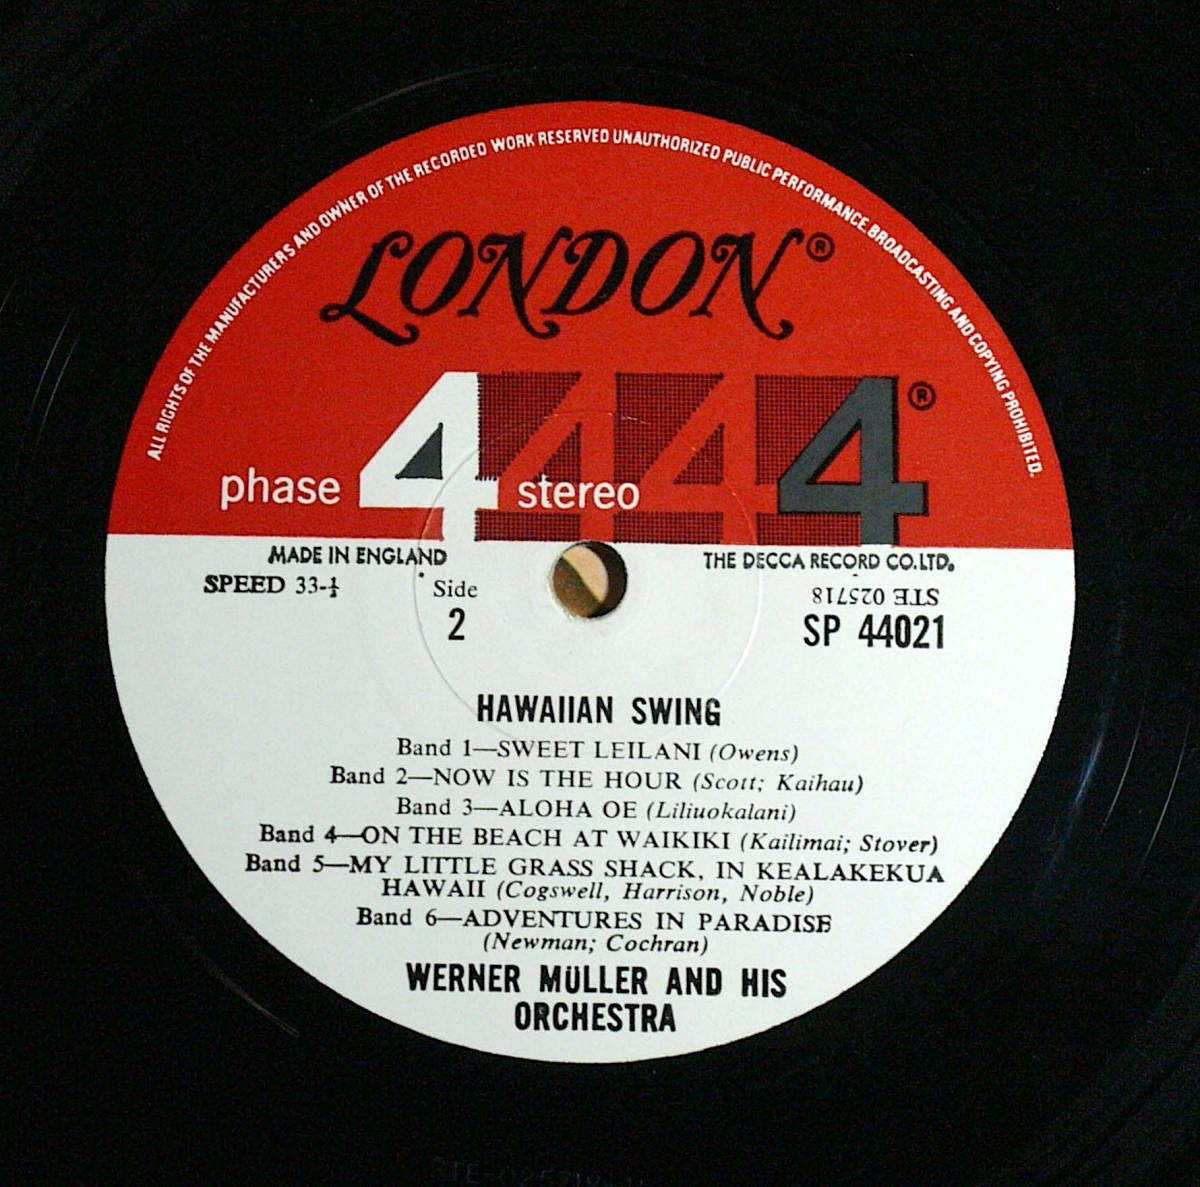 ALL RIGHTS OF THE MANUFACTURERS AND OWNER OF THE RECORDED WORK RESERVED UNAUTHORIZED PUBLIC PERFORMANCE, BROADCASTING AND COPYING PROHIBITED.
LONDON®
4 4 4 4®
phase stereo
MADE IN ENGLAND THE DECCA RECORD CO. LTD.
SPEED 33-⅓ Side STE 025718
2 SP 44021
HAWAIIAN SWING
Band 1—SWEET LEILANI (Owens)
Band 2—NOW IS THE HOUR (Scott; Kaihau)
Band 3—ALOHA OE (Liliuokalani)
Band 4—ON THE BEACH AT WAIKIKI (Kailimai; Stover)
Band 5—MY LITTLE GRASS SHACK, IN KEALAKEKUA
HAWAII (Cogswell, Harrison, Noble)
Band 6—ADVENTURES IN PARADISE
(Newman; Cochran)
WERNER MÜLLER AND HIS
ORCHESTRA